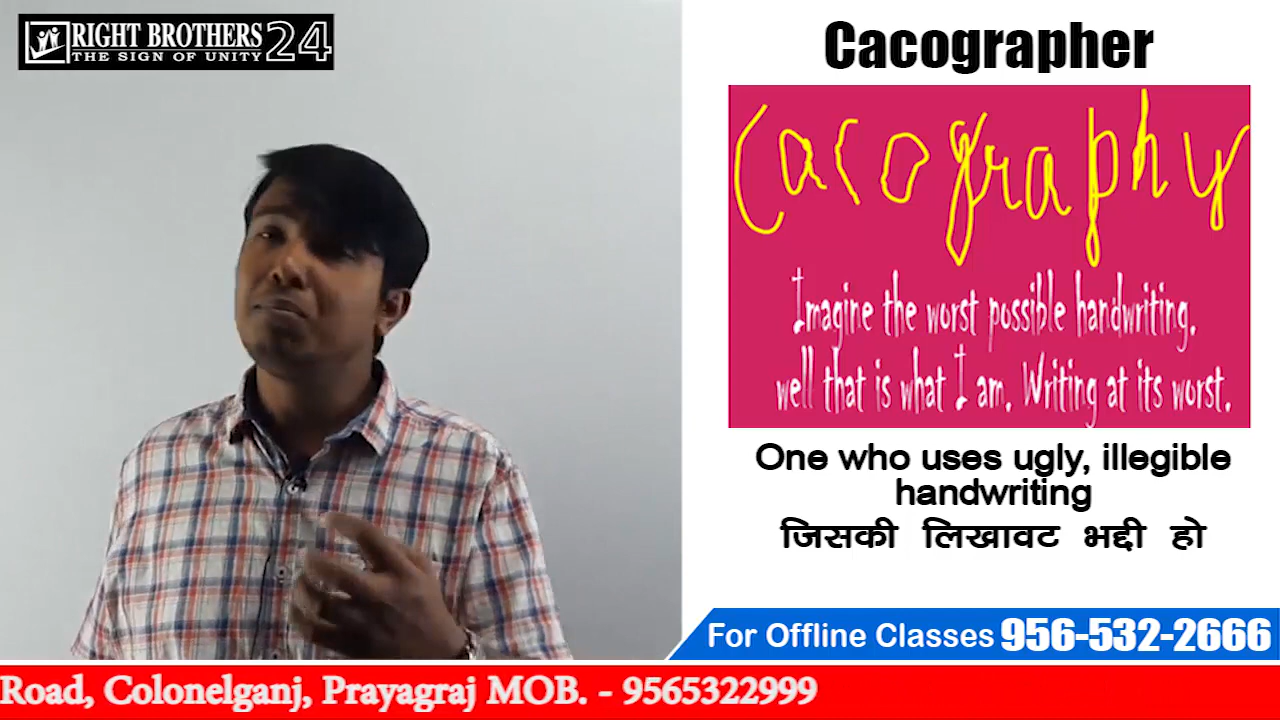 RIGHT BROTHERS 24
THE SIGN OF UNITY
Cacographer
Cacography
Imagine the worst possible handwriting.
well that is what I am. Writing at its worst.
One who uses ugly, illegible
handwriting
जिसकी लिखावट भद्दी हो
For Offline Classes 956-532-2666
Road, Colonelganj, Prayagraj MOB. - 9565322999